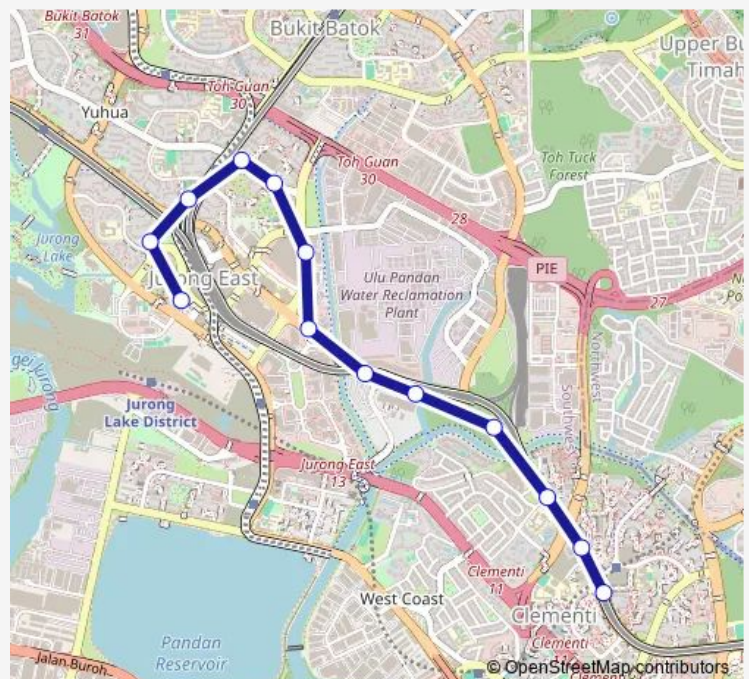 Bukit Batok
31
Bukit Batok
Upper Bu
Timah
Toh Guan
30
Yuhua
Toh Guan
30
Toh Tuck
Forest
28
Jurong
Lake
PIE
Jurong East
Ulu Pandan
Water Reclamation
Plant
27
Northwest
Southwest
Jurong
Lake District
Jurong East
13
Clementi
11
West Coast
Clementi
Pandan
Reservoir
Clementi
Jalan Buroh
© OpenStreetMap contributors